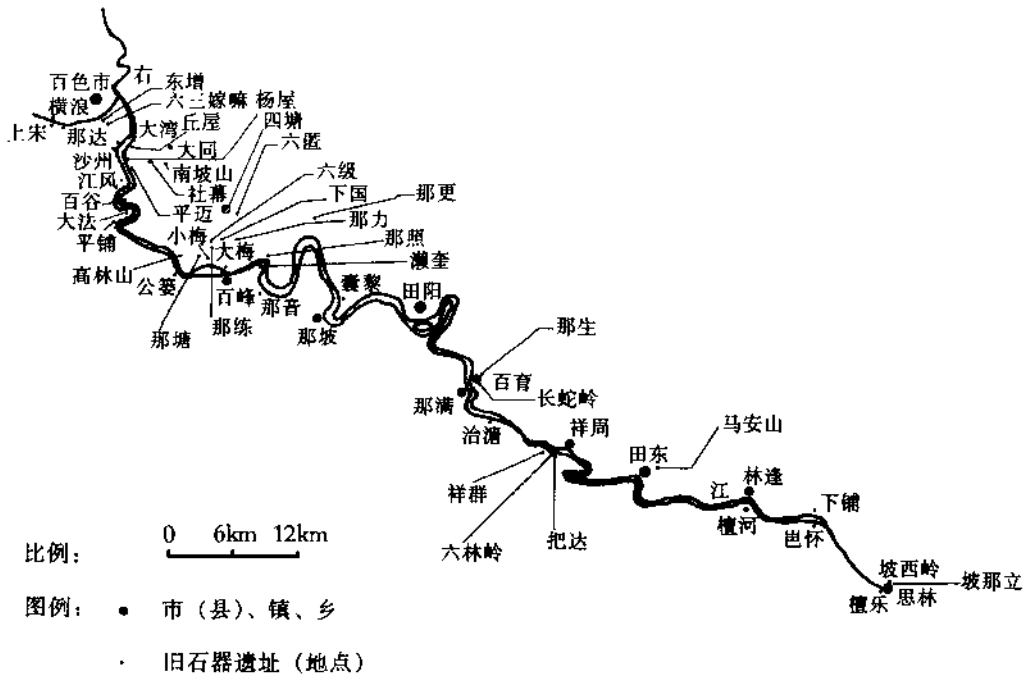 百色市
右
东增
横浪
六三嫁嘛
杨屋
上宋
那达
大湾
丘屋
四塘
沙州
大同
六匿
江风
南坡山
六级
百谷
社幕
下国
那更
大法
平迈
那力
平铺
小梅
大梅
那照
高林山
濑奎
公篓
百峰
那音
囊黎
田阳
那塘
那练
那坡
那生
百育
那满
长蛇岭
治溏
祥周
马安山
田东
祥群
江
林逢
檀河
下铺
六林岭
把达
芭怀
坡西岭
坡那立
檀乐
思林
比例：
0 6km 12km
图例：
市（县）、镇、乡
旧石器遗址（地点）